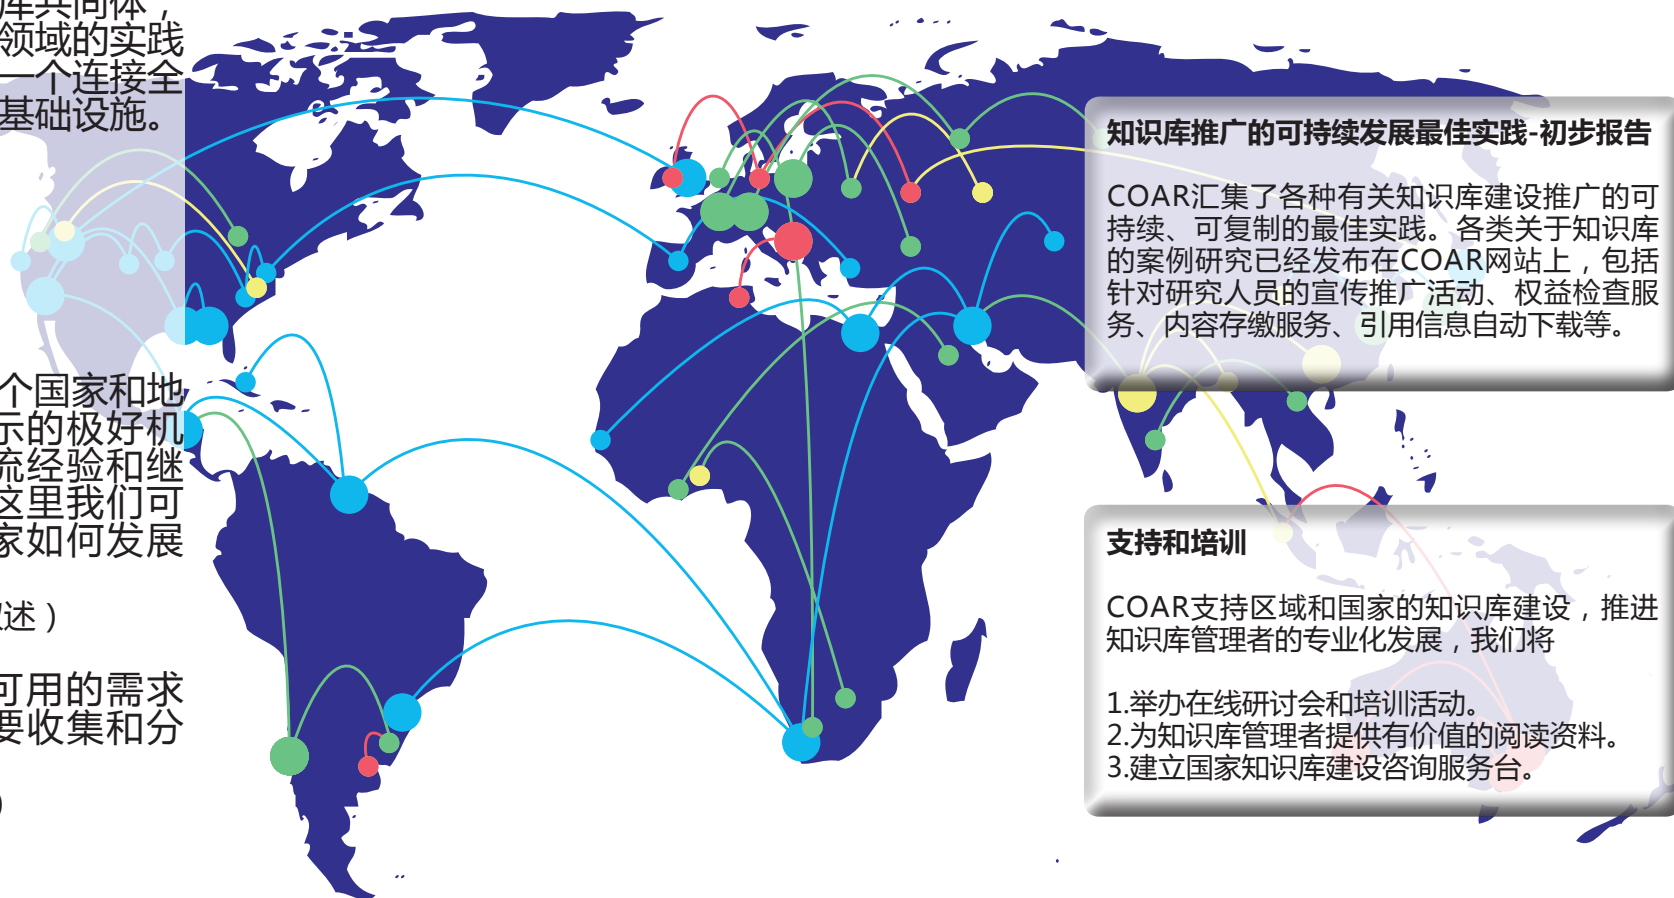 库共同体，
领域的实践
一个连接全
基础设施。
个国家和地
示的极好机
流经验和继
这里我们可
家如何发展
述）
可用的需求
要收集和分
）
知识库推广的可持续发展最佳实践-初步报告
COAR汇集了各种有关知识库建设推广的可
持续、可复制的最佳实践。各类关于知识库
的案例研究已经发布在COAR网站上，包括
针对研究人员的宣传推广活动、权益检查服
务、内容存缴服务、引用信息自动下载等。
支持和培训
COAR支持区域和国家的知识库建设，推进
知识库管理者的专业化发展，我们将
1.举办在线研讨会和培训活动。
2.为知识库管理者提供有价值的阅读资料。
3.建立国家知识库建设咨询服务台。